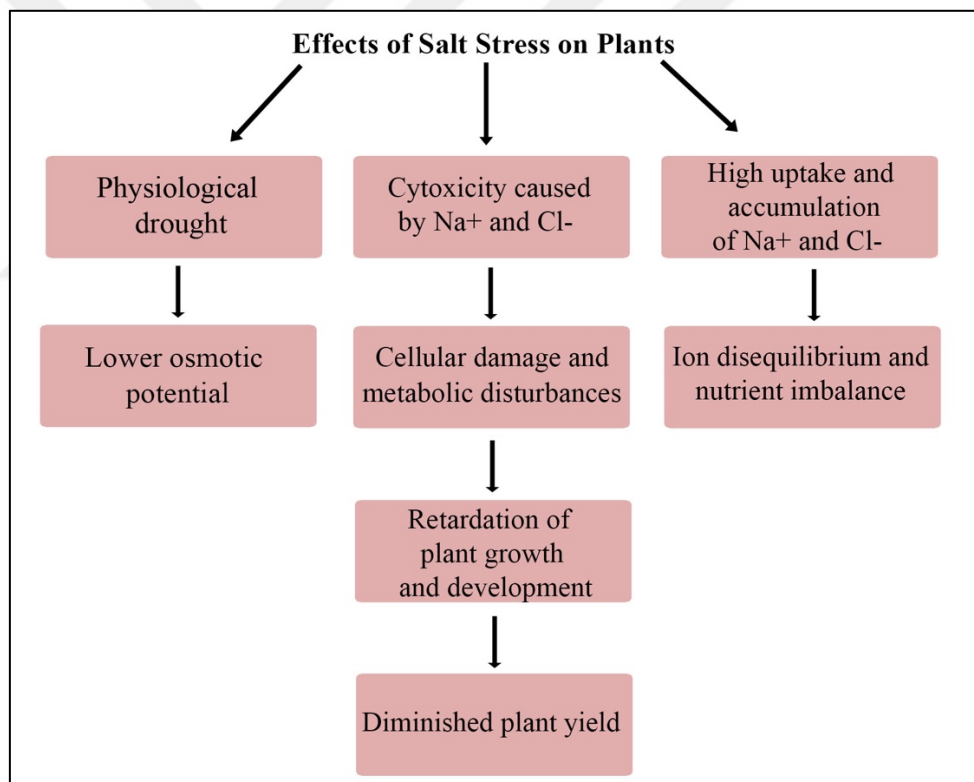 Effects of Salt Stress on Plants
Physiological
drought
Cytotoxicity caused
by Na+ and Cl-
High uptake and
accumulation
of Na+ and Cl-
Lower osmotic
potential
Cellular damage and
metabolic disturbances
Ion disequilibrium and
nutrient imbalance
Retardation of
plant growth
and development
Diminished plant yield